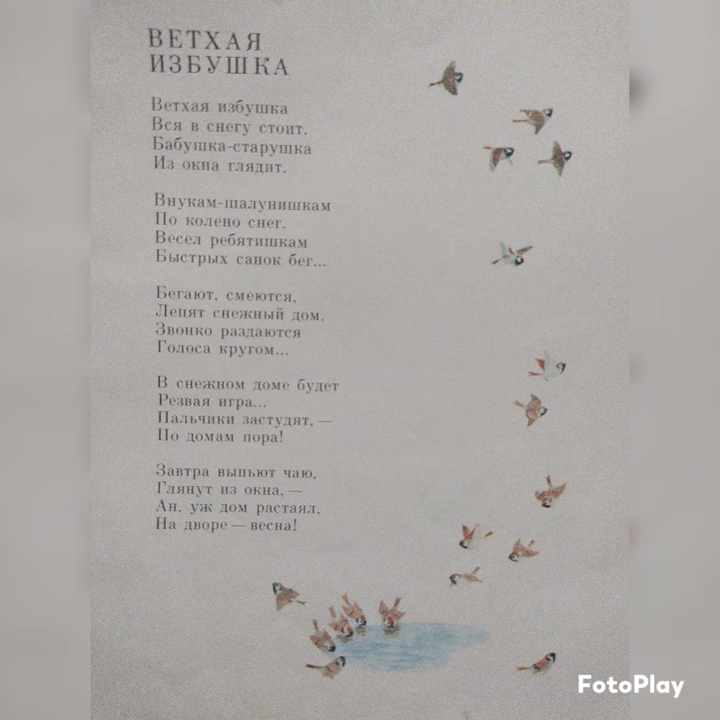 ВЕТХАЯ
ИЗБУШКА
Ветхая избушка
Вся в снегу стоит.
Бабушка-старушка
Из окна глядит.
Внукам-шалунишкам
По колено снег.
Весел ребятишкам
Быстрых санок бег...
Бегают, смеются,
Лепят снежный дом,
Звонко раздаются
Голоса кругом...
В снежном доме будет
Резвая игра...
Пальчики застудят, —
По домам пора!
Завтра выпьют чаю,
Глянут из окна, —
Ан, уж дом растаял,
На дворе — весна!
FotoPlay